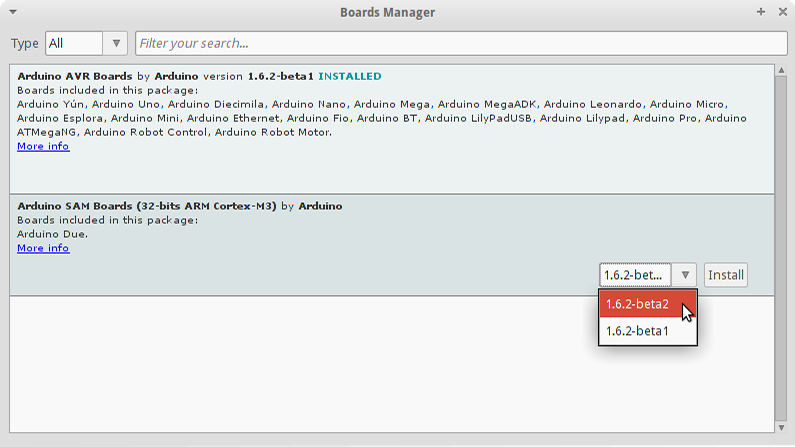 Boards Manager
Type All Filter your search...
Arduino AVR Boards by Arduino version 1.6.2-beta1 INSTALLED
Boards included in this package:
Arduino Yún, Arduino Uno, Arduino Diecimila, Arduino Nano, Arduino Mega, Arduino MegaADK, Arduino Leonardo, Arduino Micro,
Arduino Esplora, Arduino Mini, Arduino Ethernet, Arduino Fio, Arduino BT, Arduino LilyPadUSB, Arduino Lilypad, Arduino Pro, Arduino
ATMegaNG, Arduino Robot Control, Arduino Robot Motor.
More info
Arduino SAM Boards (32-bits ARM Cortex-M3) by Arduino
Boards included in this package:
Arduino Due.
More info
1.6.2-bet... Install
1.6.2-beta2
1.6.2-beta1